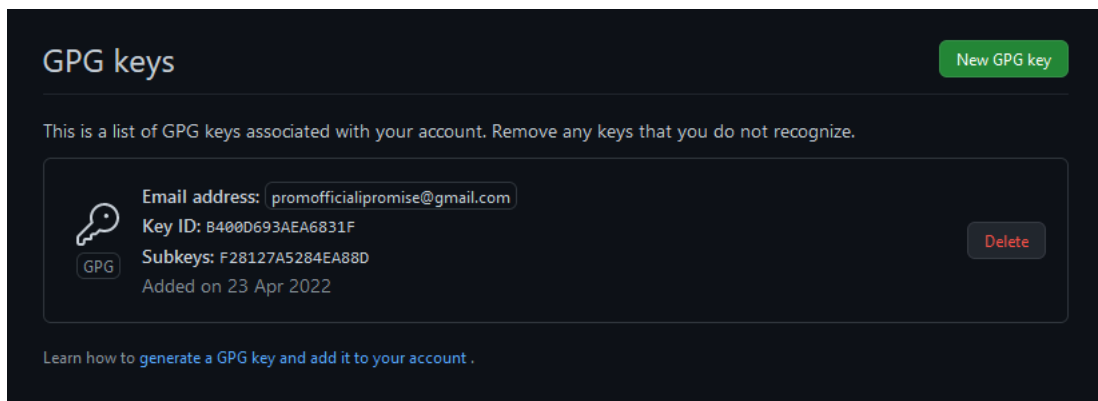 GPG keys
New GPG key
This is a list of GPG keys associated with your account. Remove any keys that you do not recognize.
Email address: promofficialipromise@gmail.com
Key ID: B400D693AEA6831F
GPG
Subkeys: F28127A5284EA88D
Delete
Added on 23 Apr 2022
Learn how to generate a GPG key and add it to your account .